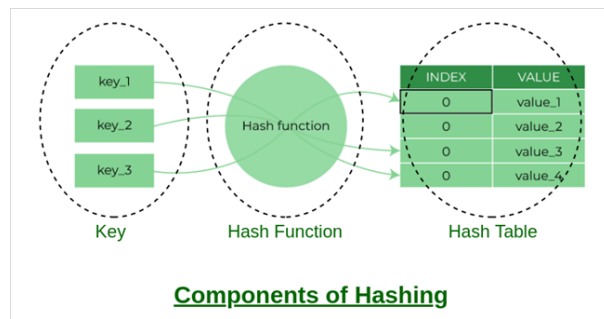 key_1
key_2
key_3
Hash function
INDEX VALUE
0 value_1
0 value_2
0 value_3
0 value_4
Key
Hash Function
Hash Table
Components of Hashing